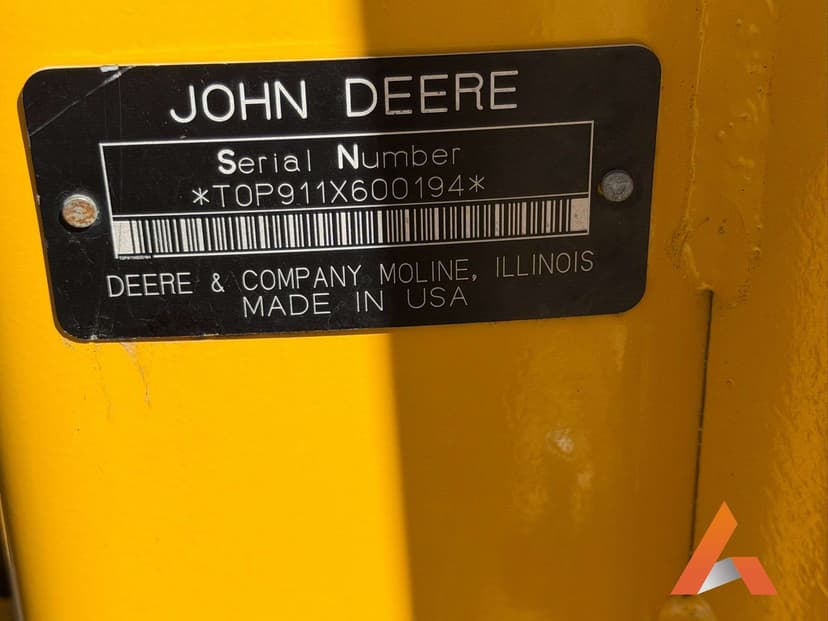 JOHN DEERE
Serial Number
*T0P911X600194*
DEERE & COMPANY MOLINE, ILLINOIS
MADE IN USA